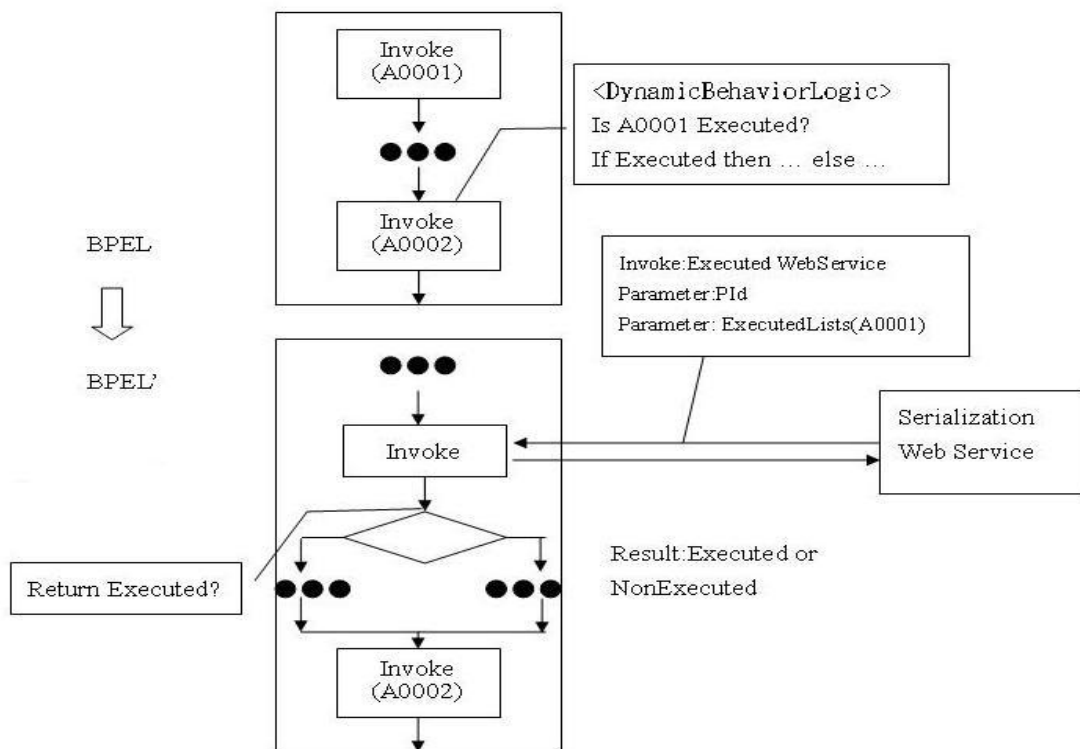 Invoke
(A0001)
<DynamicBehaviorLogic>
Is A0001 Executed?
If Executed then ... else ...
Invoke
(A0002)
BPEL
BPEL'
Invoke:Executed WebService
Parameter:PId
Parameter: ExecutedLists(A0001)
Invoke
Serialization
Web Service
Return Executed?
Result:Executed or
NonExecuted
Invoke
(A0002)